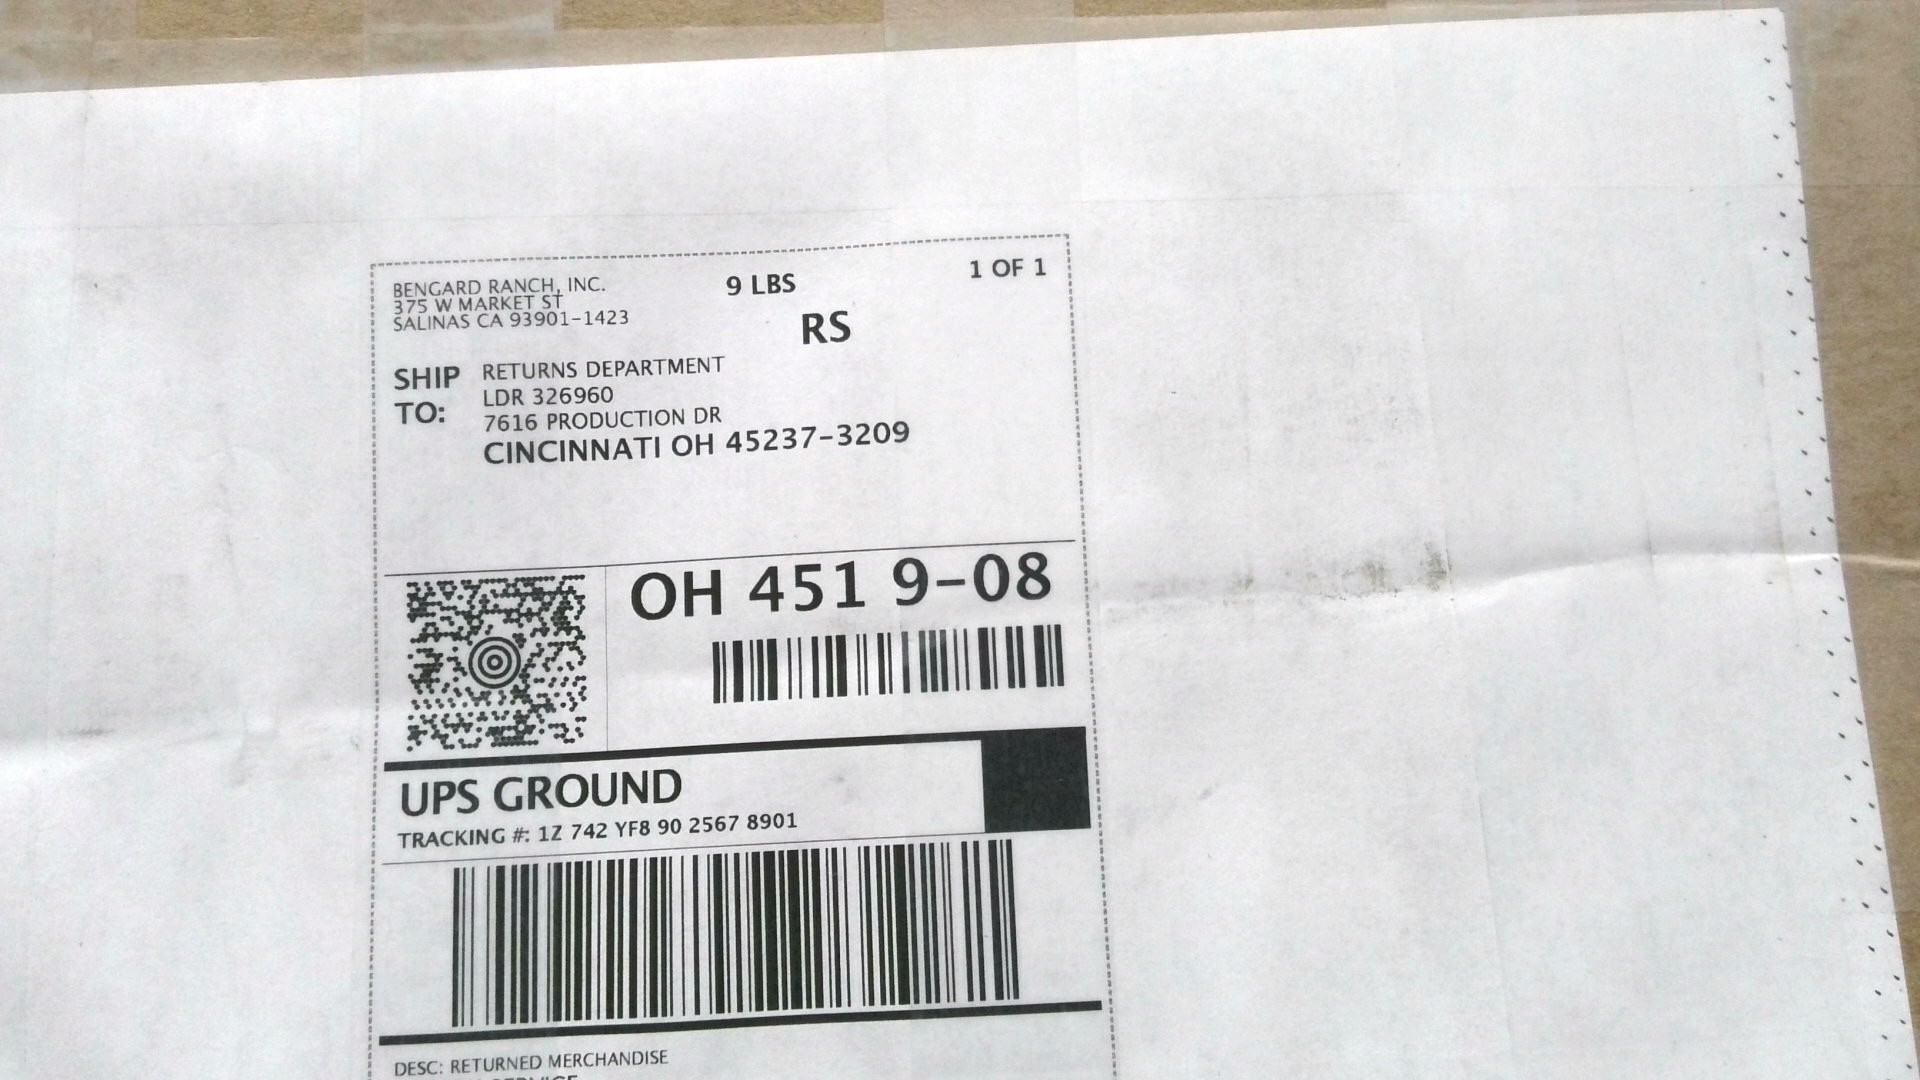 BENGARD RANCH, INC.
375 W MARKET ST
SALINAS CA 93901-1423
9 LBS
1 OF 1
RS
SHIP TO:
RETURNS DEPARTMENT
LDR 326960
7616 PRODUCTION DR
CINCINNATI OH 45237-3209
OH 451 9-08
UPS GROUND
TRACKING #: 1Z 742 YF8 90 2567 8901
DESC: RETURNED MERCHANDISE
SERVICE